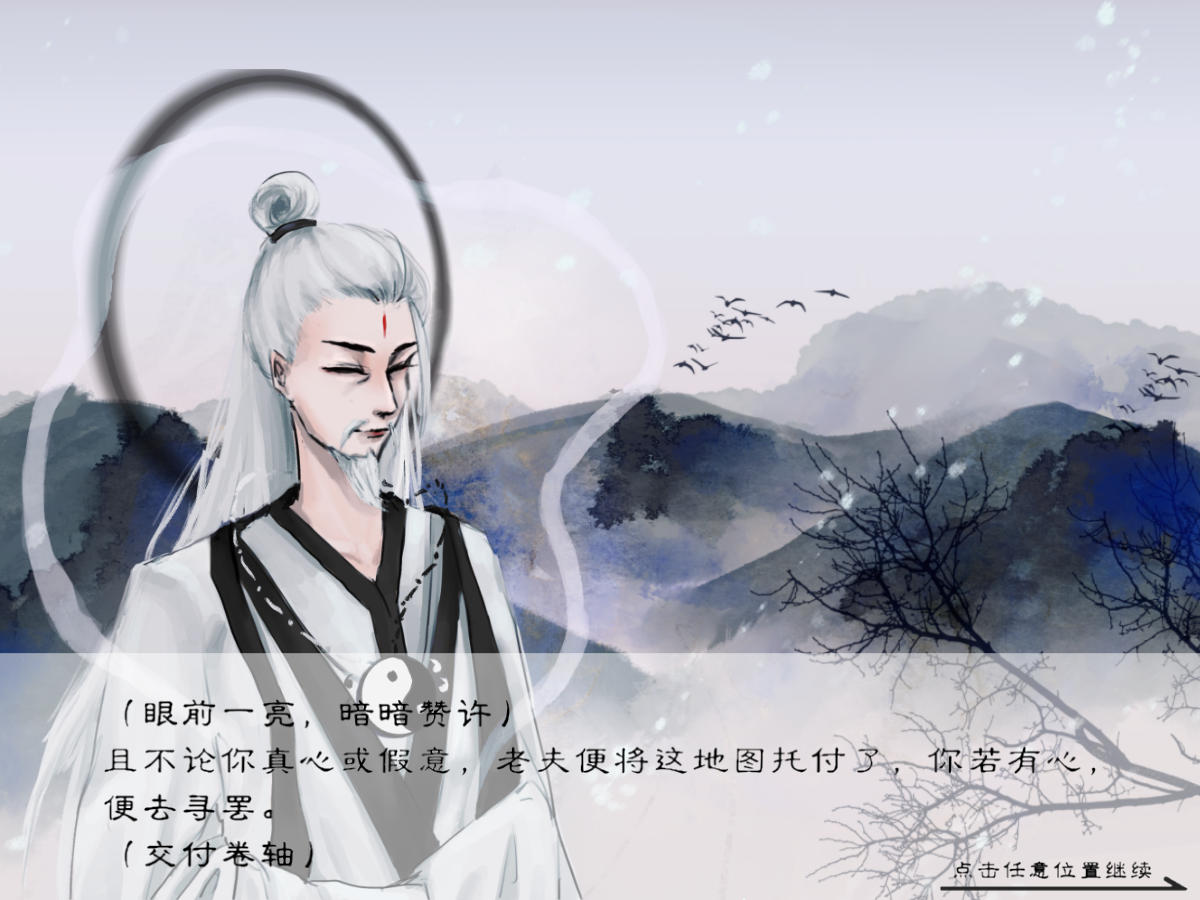 （眼前一亮，暗暗赞许）
且不论你真心或假意，老夫便将这地图托付了，你若有心，
便去寻罢。
（交付卷轴）
点击任意位置继续